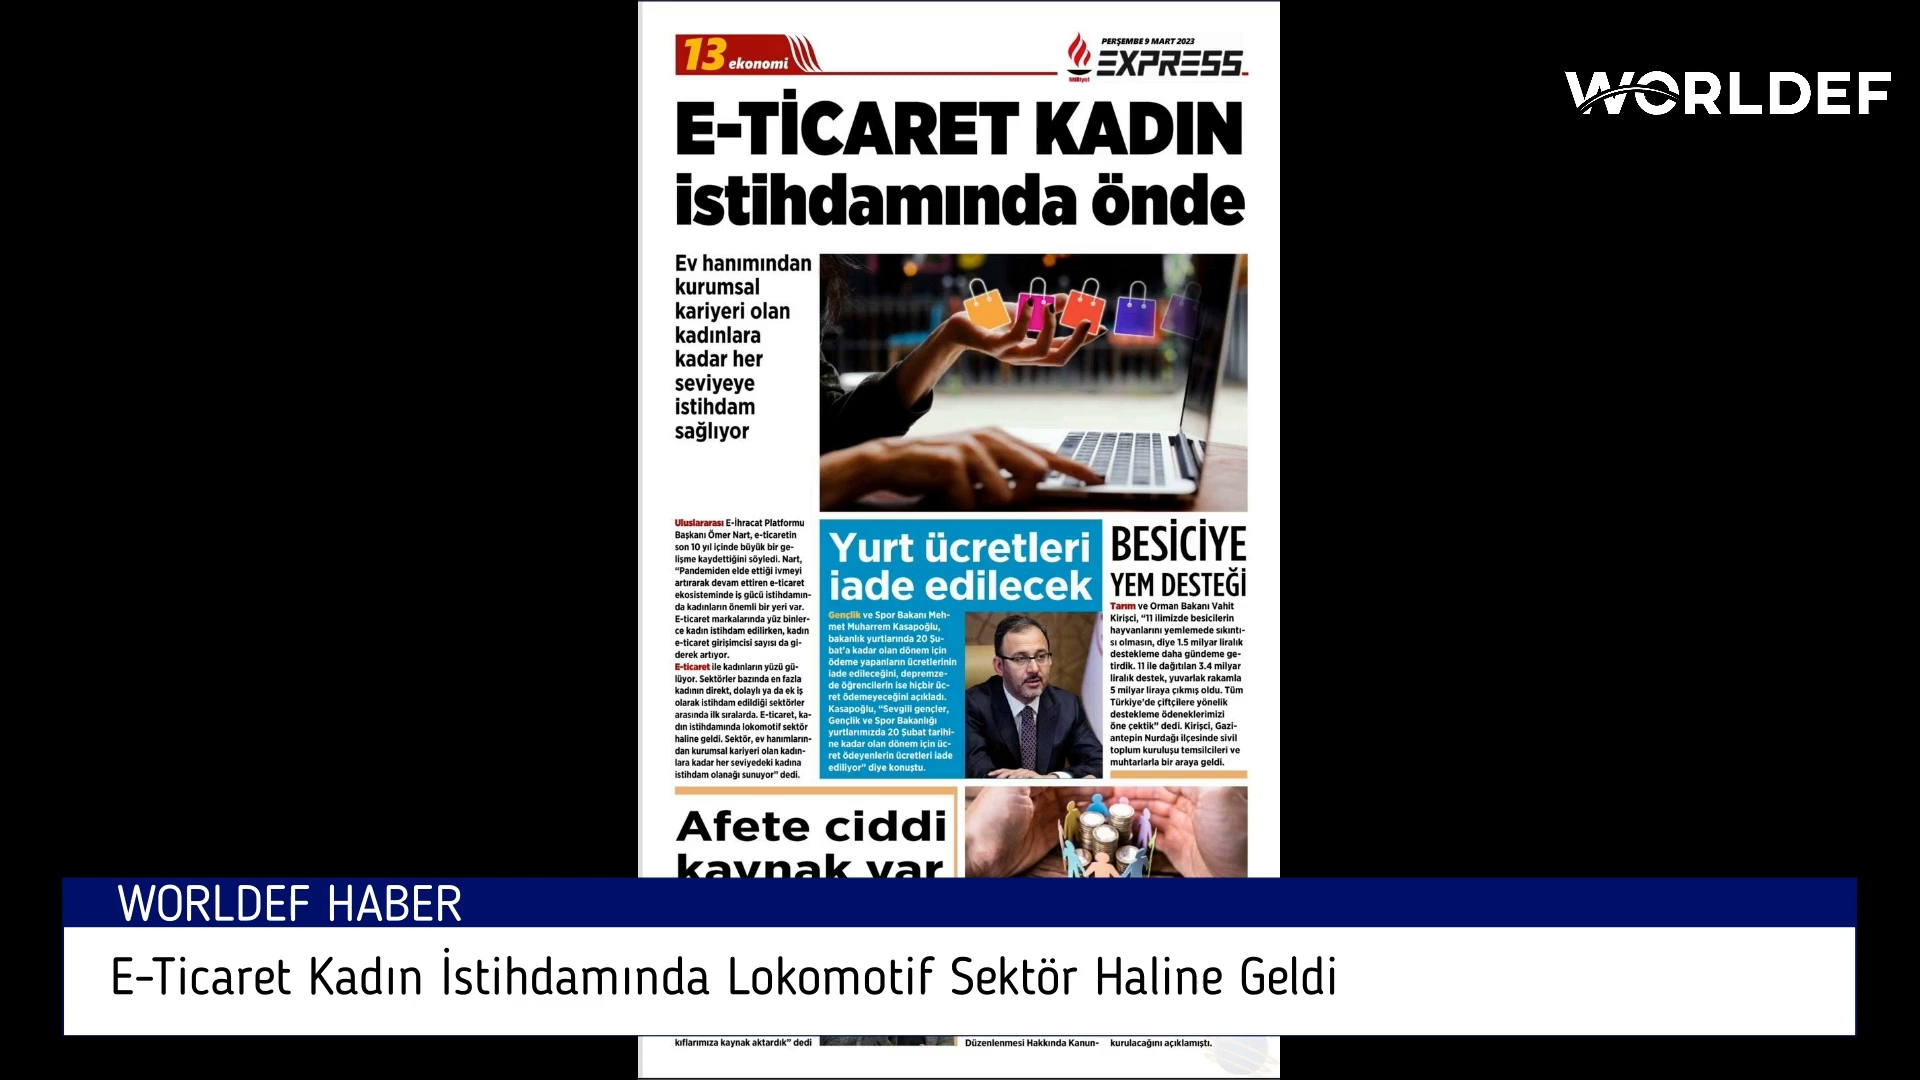 13 ekonomi
PERŞEMBE 9 MART 2023
Milliyet
EXPRESS
WORLDEF
E-TİCARET KADIN
istihdamında önde
Ev hanımından
kurumsal
kariyeri olan
kadınlara
kadar her
seviyeye
istihdam
sağlıyor
Uluslararası E-İhracat Platformu
Başkanı Ömer Nart, e-ticaretin
son 10 yıl içinde büyük bir ge-
lişme kaydettiğini söyledi. Nart,
“Pandemiden elde ettiği ivmeyi
artırarak devam ettiren e-ticaret
ekosisteminde iş gücü istihdamın-
da kadınların önemli bir yeri var.
E-ticaret markalarında yüz binler-
ce kadın istihdam edilirken, kadın
e-ticaret girişimcisi sayısı da gi-
derek artıyor.
E-ticaret ile kadınların yüzü gü-
lüyor. Sektörler bazında en fazla
kadının direkt, dolaylı ya da ek iş
olarak istihdam edildiği sektörler
arasında ilk sıralarda. E-ticaret, ka-
dın istihdamında lokomotif sektör
haline geldi. Sektör, ev hanımların-
dan kurumsal kariyeri olan kadın-
lara kadar her seviyedeki kadına
istihdam olanağı sunuyor” dedi.
Yurt ücretleri
iade edilecek
Gençlik ve Spor Bakanı Meh-
met Muharrem Kasapoğlu,
bakanlık yurtlarında 20 Şu-
bat’a kadar olan dönem için
ödeme yapanların ücretlerinin
iade edileceğini, depremze-
de öğrencilerin ise hiçbir üc-
ret ödemeyeceğini açıkladı.
Kasapoğlu, “Sevgili gençler,
Gençlik ve Spor Bakanlığı
yurtlarımızda 20 Şubat tarihi-
ne kadar olan dönem için üc-
ret ödeyenlerin ücretleri iade
ediliyor” diye konuştu.
BESİCİYE
YEM DESTEĞİ
Tarım ve Orman Bakanı Vahit
Kirişci, “11 ilimizde besicilerin
hayvanlarını yemlemede sıkıntı-
sı olmasın, diye 1.5 milyar liralık
destekleme daha gündeme ge-
tirdik. 11 ile dağıtılan 3.4 milyar
liralık destek, yuvarlak rakamla
5 milyar liraya çıkmış oldu. Tüm
Türkiye’de çiftçilere yönelik
destekleme ödeneklerimizi
öne çektik” dedi. Kirişci, Gazi-
antepin Nurdağı ilçesinde sivil
toplum kuruluşu temsilcileri ve
muhtarlarla bir araya geldi.
Afete ciddi
kaynak var
WORLDEF HABER
E-Ticaret Kadın İstihdamında Lokomotif Sektör Haline Geldi
kıflarımıza kaynak aktardık” dedi
Düzenlenmesi Hakkında Kanun-
kurulacağını açıklamıştı.